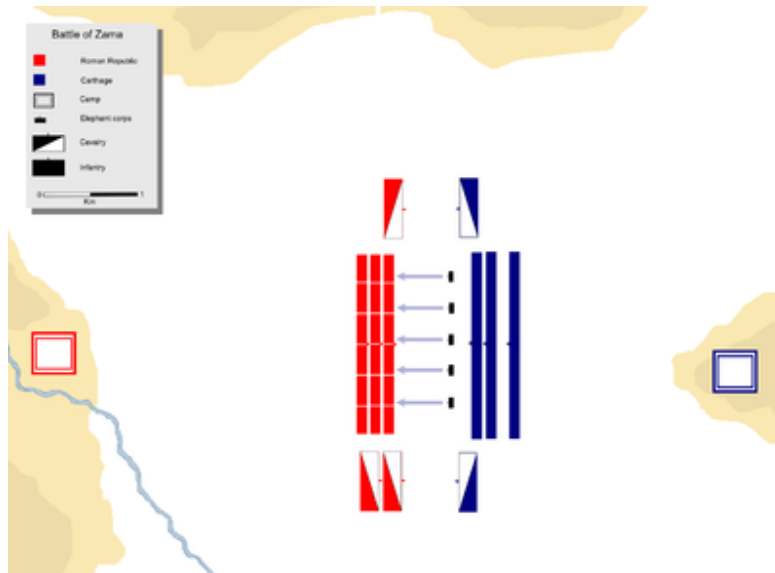 Battle of Zama
Roman Republic
Carthage
Camp
Elephant corps
Cavalry
Infantry
0 1
Km